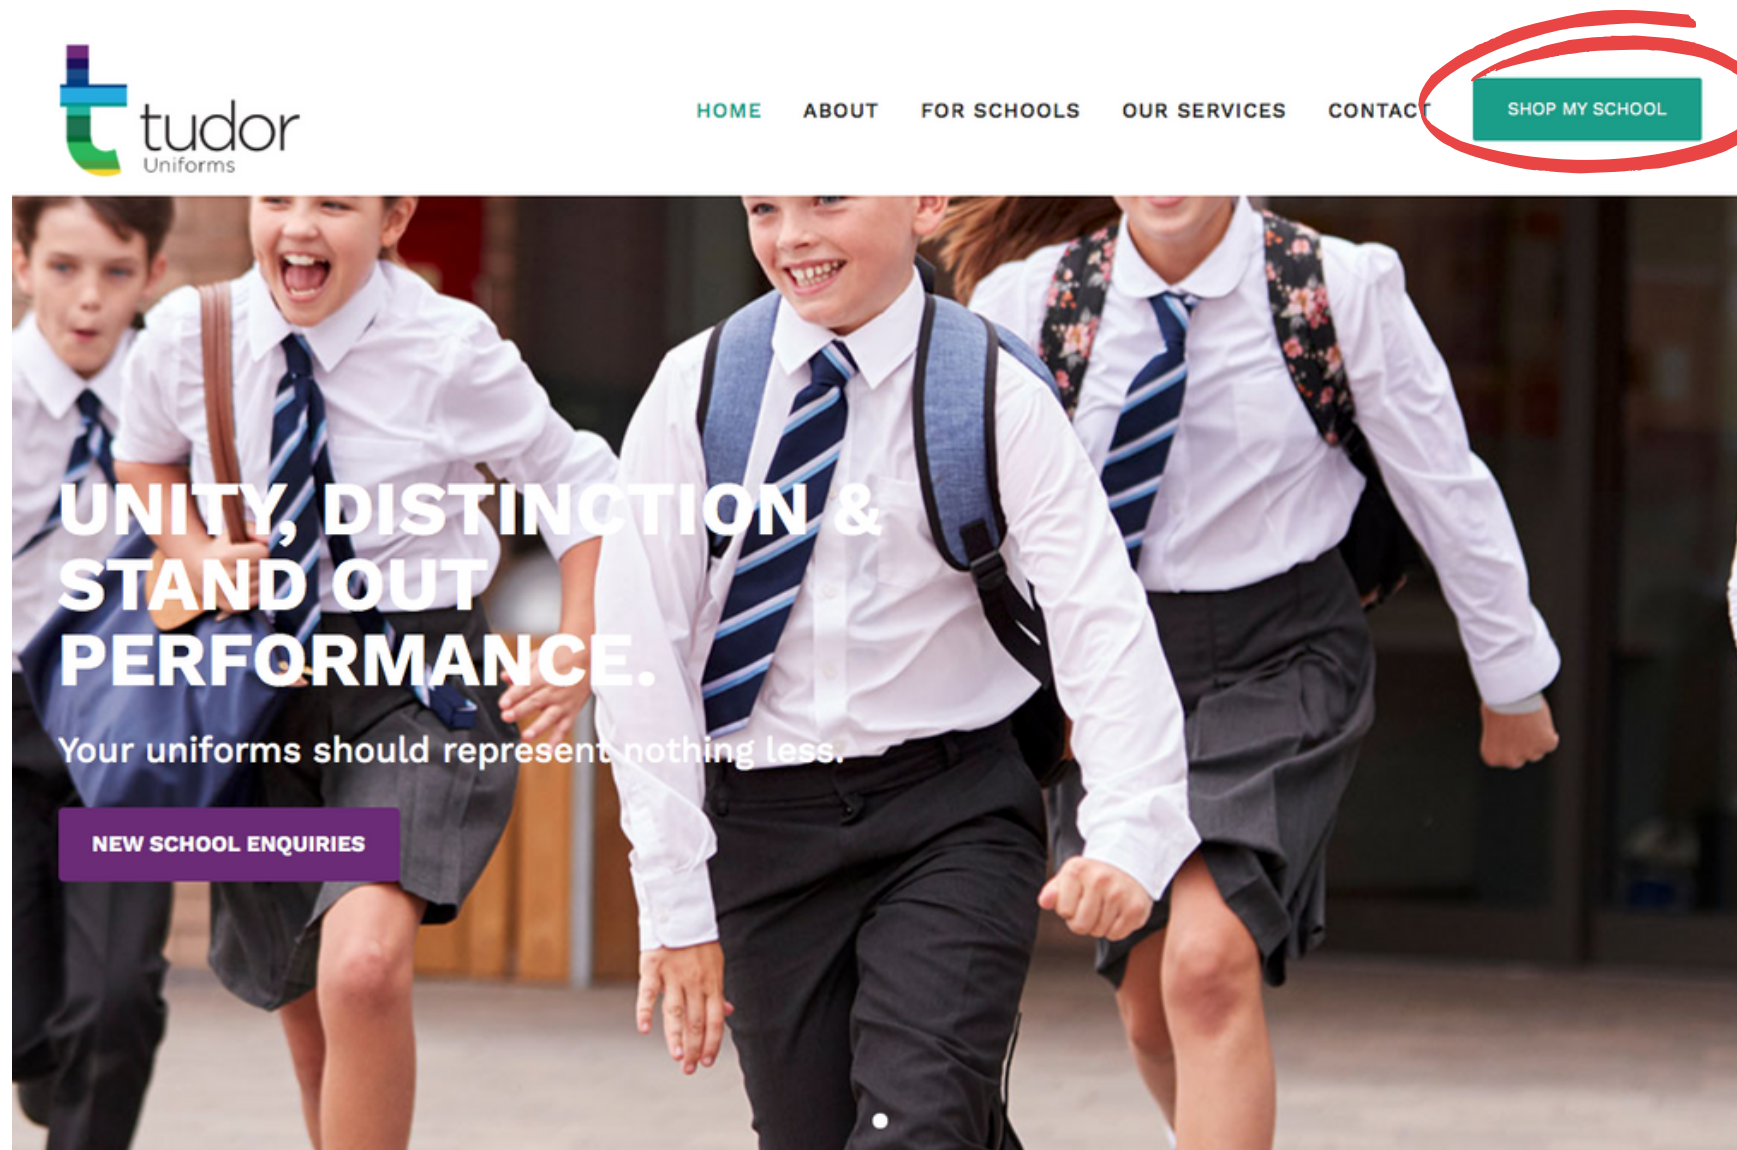 tudor
Uniforms
HOME ABOUT FOR SCHOOLS OUR SERVICES CONTACT SHOP MY SCHOOL
UNITY, DISTINCTION &
STAND OUT
PERFORMANCE.
Your uniforms should represent nothing less.
NEW SCHOOL ENQUIRIES